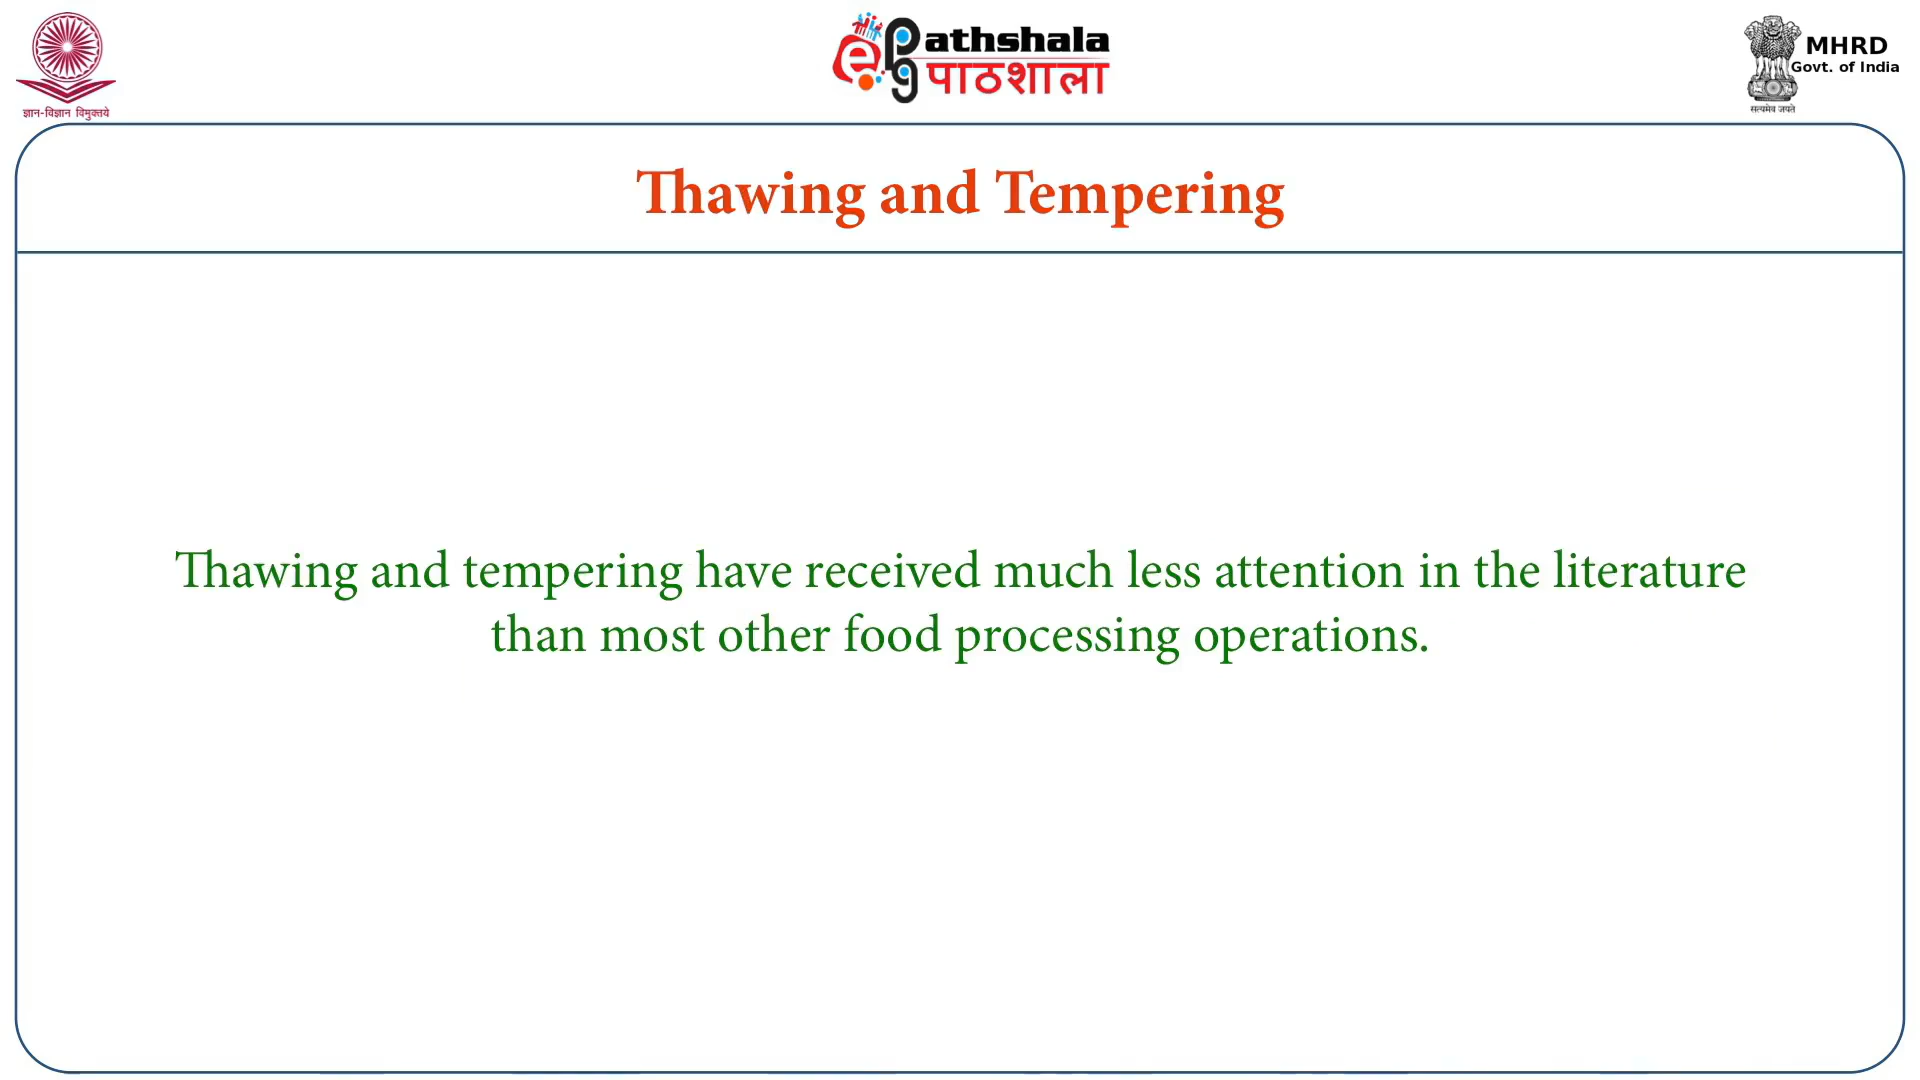 ज्ञान-विज्ञान विमुक्तये
ePathshala
पाठशाला
MHRD
Govt. of India
सत्यमेव जयते
Thawing and Tempering
Thawing and tempering have received much less attention in the literature
than most other food processing operations.